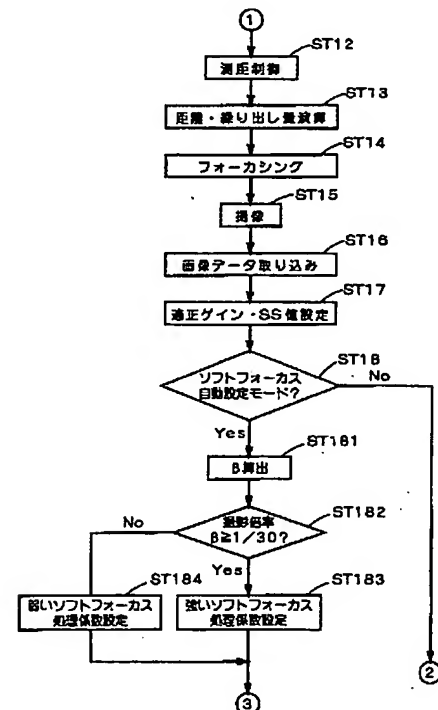 1
ST12
測距制御
ST13
距離・繰り出し量演算
ST14
フォーカシング
ST15
撮像
ST16
画像データ取り込み
ST17
適正ゲイン・SS値設定
ST18
ソフトフォーカス
自動設定モード?
No
Yes
ST181
β算出
ST182
撮影倍率
β≧1/30?
No
Yes
ST184
弱いソフトフォーカス
処理係数設定
ST183
強いソフトフォーカス
処理係数設定
2
3